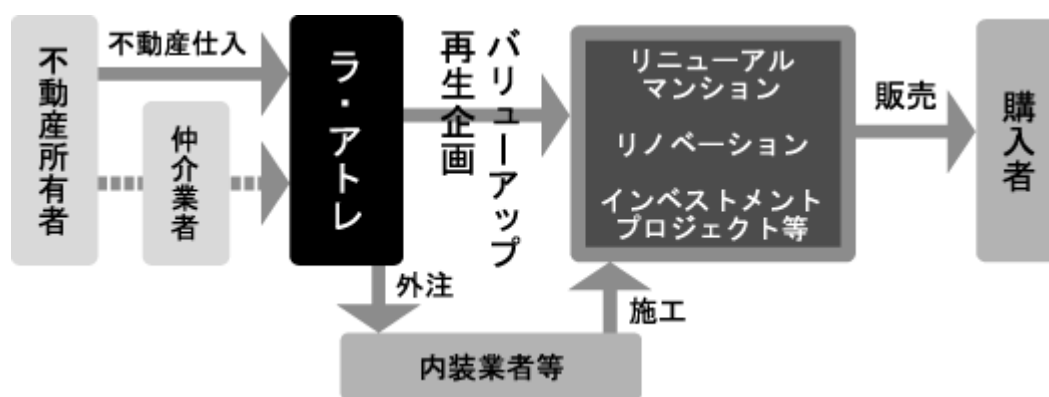 不動産所有者
不動産仕入
仲介業者
ラ・アトレ
バリューアップ
再生企画
リニューアル
マンション
リノベーション
インベストメント
プロジェクト等
販売
購入者
外注
施工
内装業者等